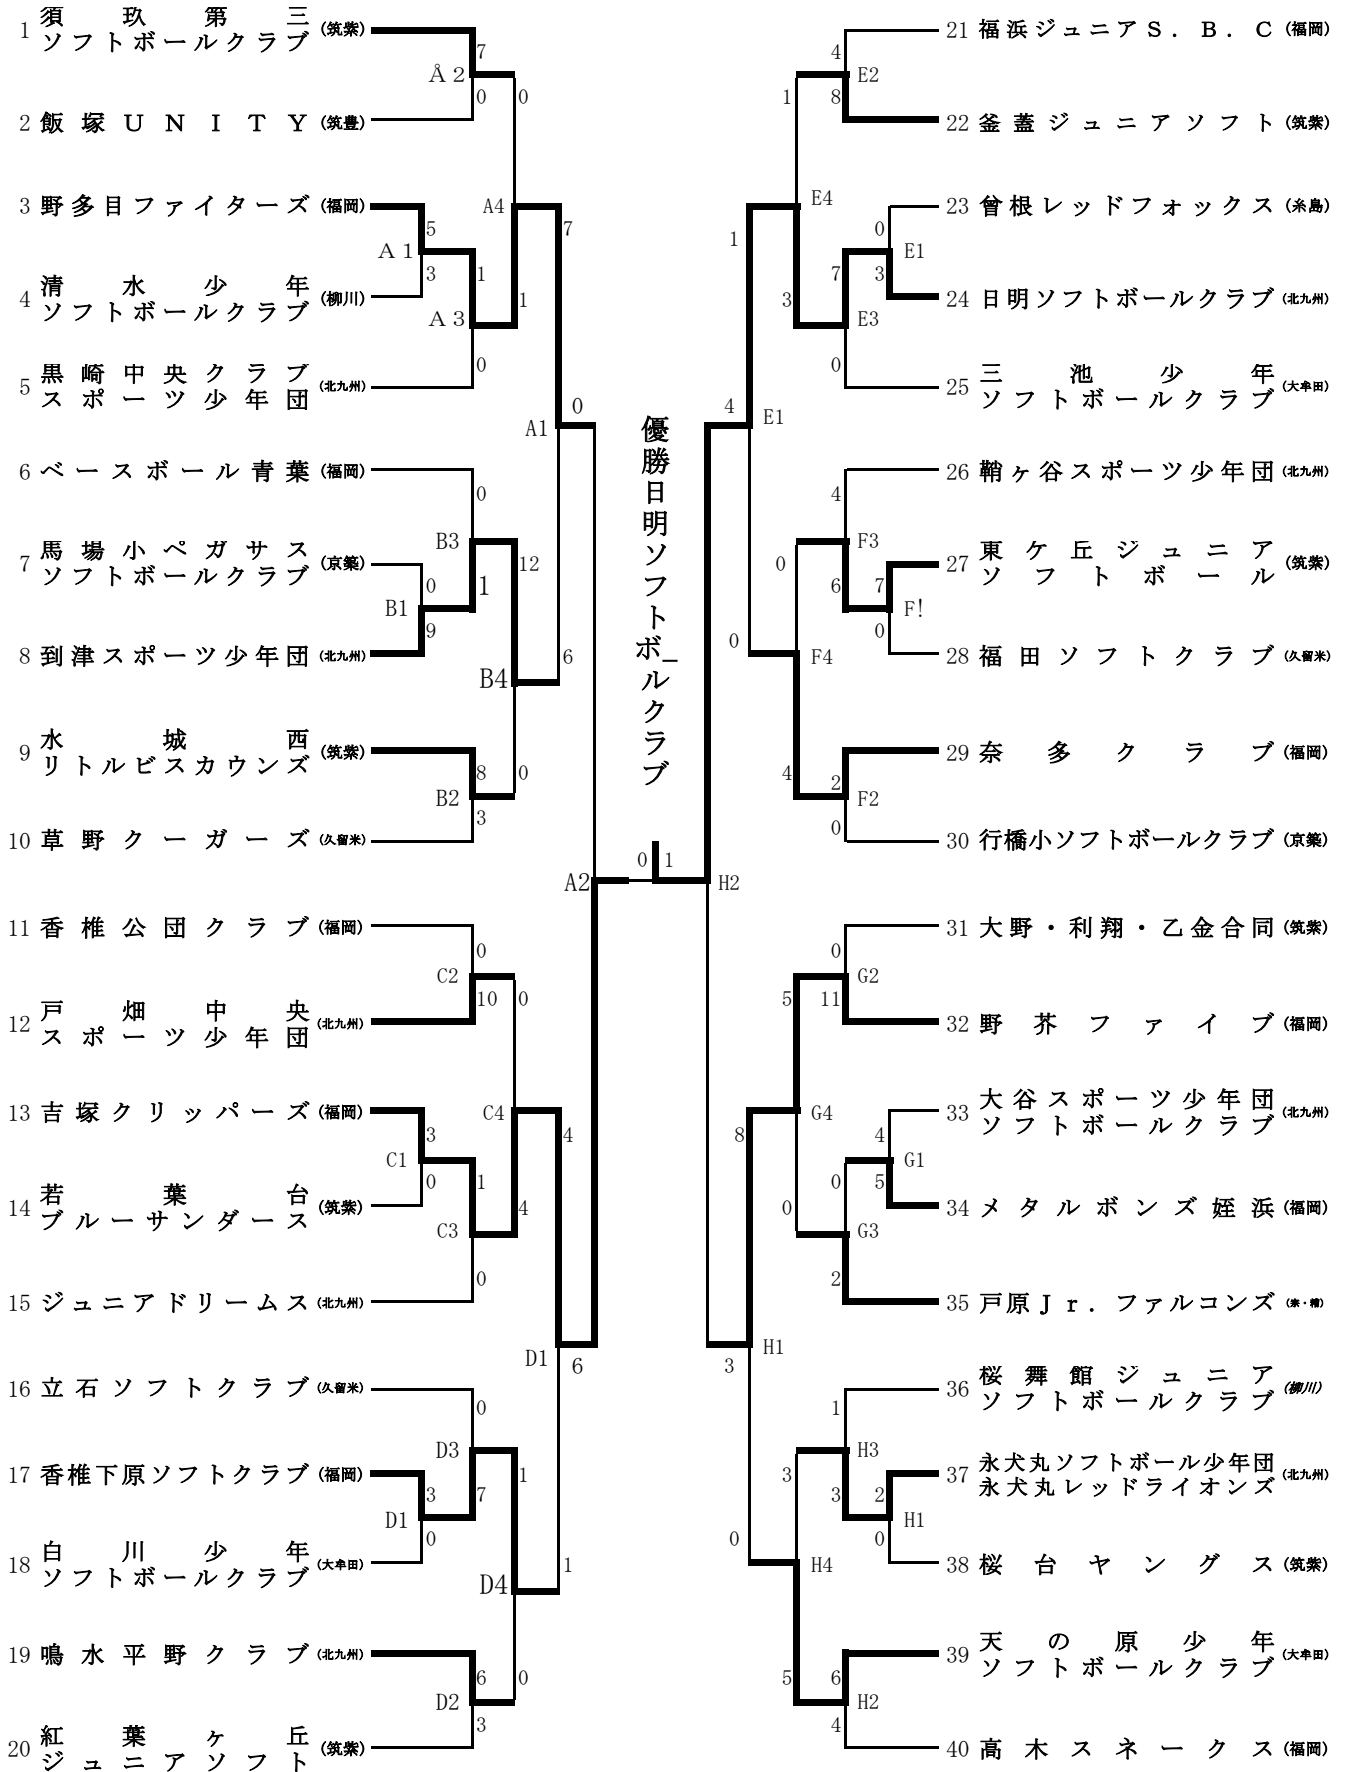 1 須玖第三
ソフトボールクラブ (筑紫)
7
Å2
0 0
2 飯塚UNITY (筑豊)
3 野多目ファイターズ (福岡)
A4
5 7
A1
3 1
4 清水少年
ソフトボールクラブ (柳川)
1
A3
0
5 黒崎中央クラブ
スポーツ少年団 (北九州)
0
A1
6 ベースボール青葉 (福岡)
0
B3
12
7 馬場小ペガサス
ソフトボールクラブ (京築)
0 1
B1
9
8 到津スポーツ少年団 (北九州)
6
B4
9 水城西
リトルビスカウンズ (筑紫)
8 0
B2
3
10 草野クーガーズ (久留米)
A2
11 香椎公団クラブ (福岡)
0
C2
10 0
12 戸畑中央
スポーツ少年団 (北九州)
13 吉塚クリッパーズ (福岡)
C4
3 4
C1
0 1
14 若葉台
ブルーサンダース (筑紫)
4
C3
0
15 ジュニアドリームス (北九州)
D1
6
16 立石ソフトクラブ (久留米)
0
D3
17 香椎下原ソフトクラブ (福岡)
1
3 7
D1
0
18 白川少年
ソフトボールクラブ (大牟田)
1
D4
19 鳴水平野クラブ (北九州)
6 0
D2
3
20 紅葉ヶ丘
ジュニアソフト (筑紫)
優勝日明ソフトボールクラブ
0 1
21 福浜ジュニアS.B.C (福岡)
4
E2
1 8
22 釜蓋ジュニアソフト (筑紫)
E4
23 曾根レッドフォックス (糸島)
1 0
E1
7 3
24 日明ソフトボールクラブ (北九州)
3
E3
0
25 三池少年
ソフトボールクラブ (大牟田)
4
E1
26 鞘ヶ谷スポーツ少年団 (北九州)
4
F3
0
27 東ケ丘ジュニア
ソフトボール (筑紫)
6 7
F!
0
0
F4
28 福田ソフトクラブ (久留米)
29 奈多クラブ (福岡)
4 2
F2
0
30 行橋小ソフトボールクラブ (京築)
H2
31 大野・利翔・乙金合同 (筑紫)
0
G2
5 11
32 野芥ファイブ (福岡)
33 大谷スポーツ少年団
ソフトボールクラブ (北九州)
G4
8 4
G1
0 5
34 メタルボンズ姪浜 (福岡)
0
G3
2
35 戸原Jr.ファルコンズ
H1
3
36 桜舞館ジュニア
ソフトボールクラブ (柳川)
1
H3
37 永犬丸ソフトボール少年団
永犬丸レッドライオンズ (北九州)
3
3 2
H1
0 0
H4
38 桜台ヤングス (筑紫)
39 天の原少年
ソフトボールクラブ (大牟田)
5 6
H2
4
40 高木スネークス (福岡)